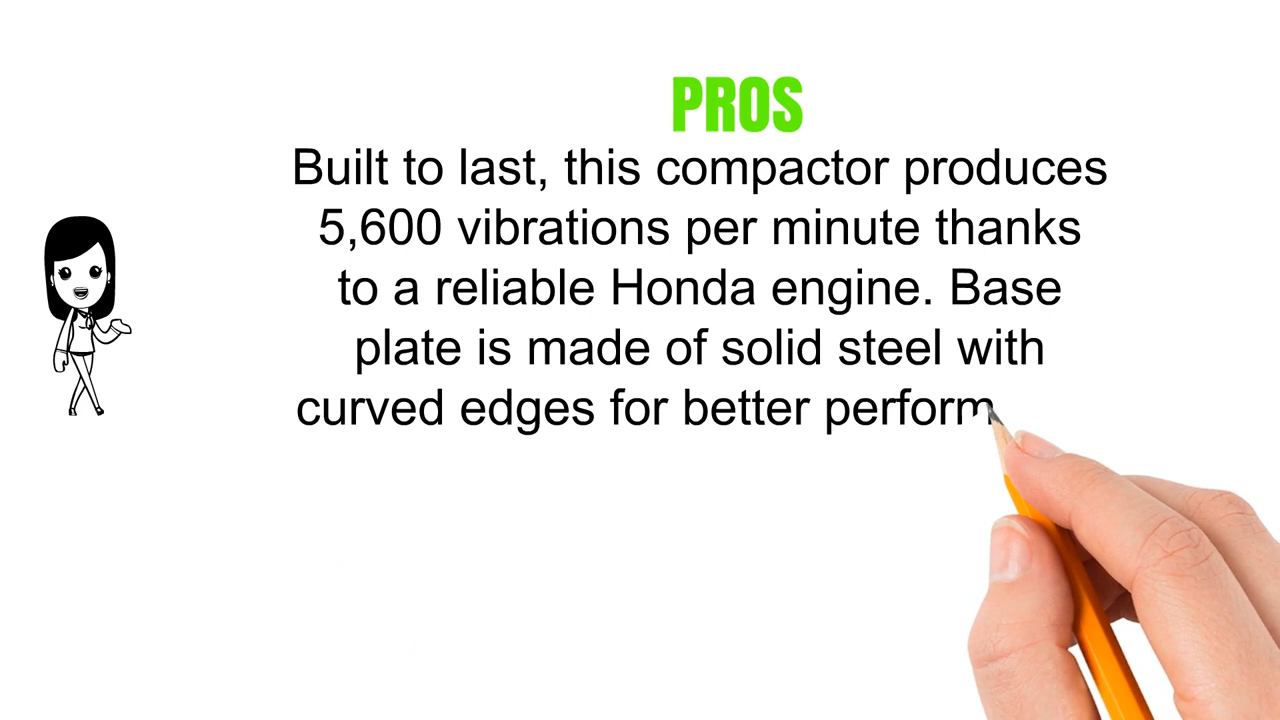 PROS
Built to last, this compactor produces
5,600 vibrations per minute thanks
to a reliable Honda engine. Base
plate is made of solid steel with
curved edges for better perform